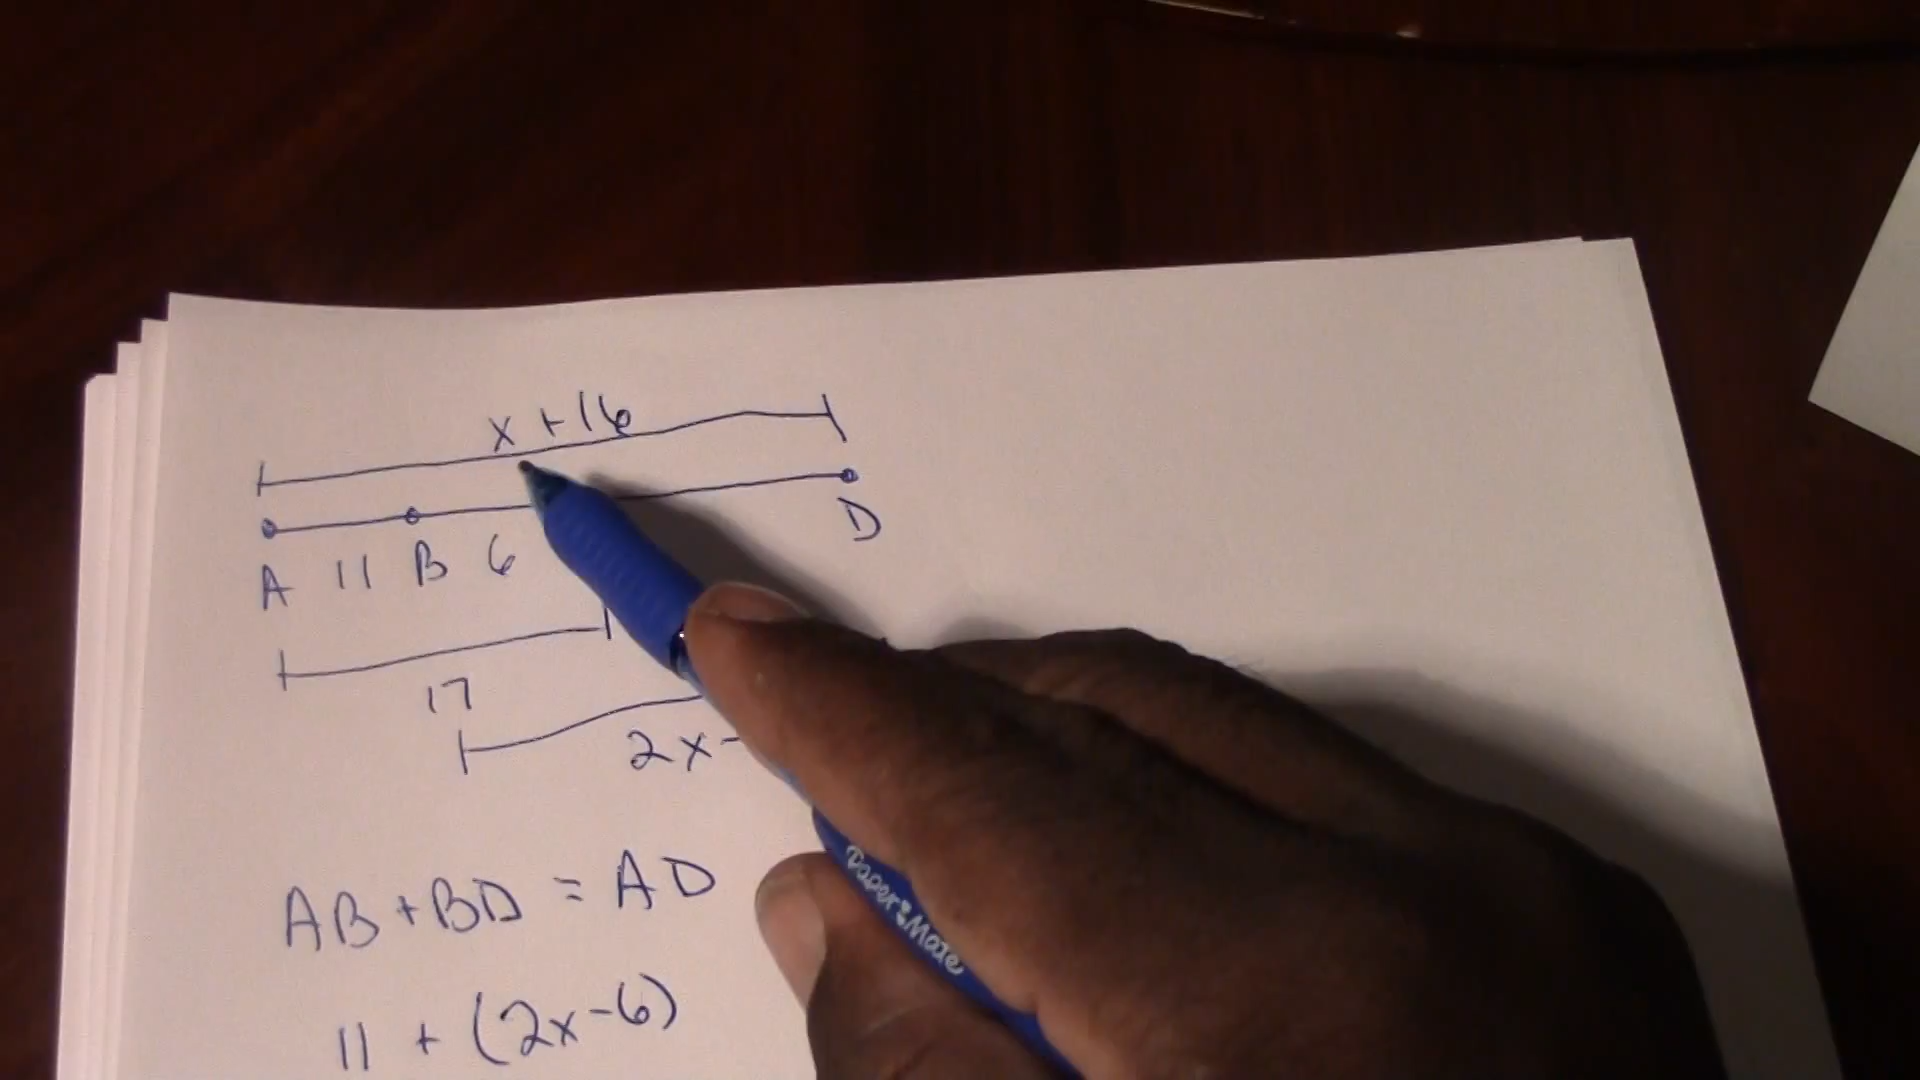 x+16
A 11 B 6 D
17
2x-
AB+BD = AD
11 + (2x-6)
Paper Mate